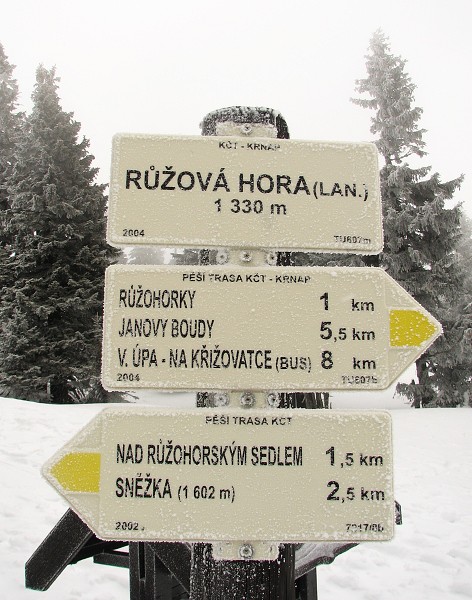 KČT - KRNAP
RŮŽOVÁ HORA (LAN.)
1 330 m
2004 TU607m
PĚŠÍ TRASA KČT - KRNAP
RŮŽOHORKY 1 km
JANOVY BOUDY 5,5 km
V. ÚPA - NA KŘIŽOVATCE (BUS) 8 km
2004
PĚŠÍ TRASA KČT
NAD RŮŽOHORSKÝM SEDLEM 1,5 km
SNĚŽKA (1 602 m) 2,5 km